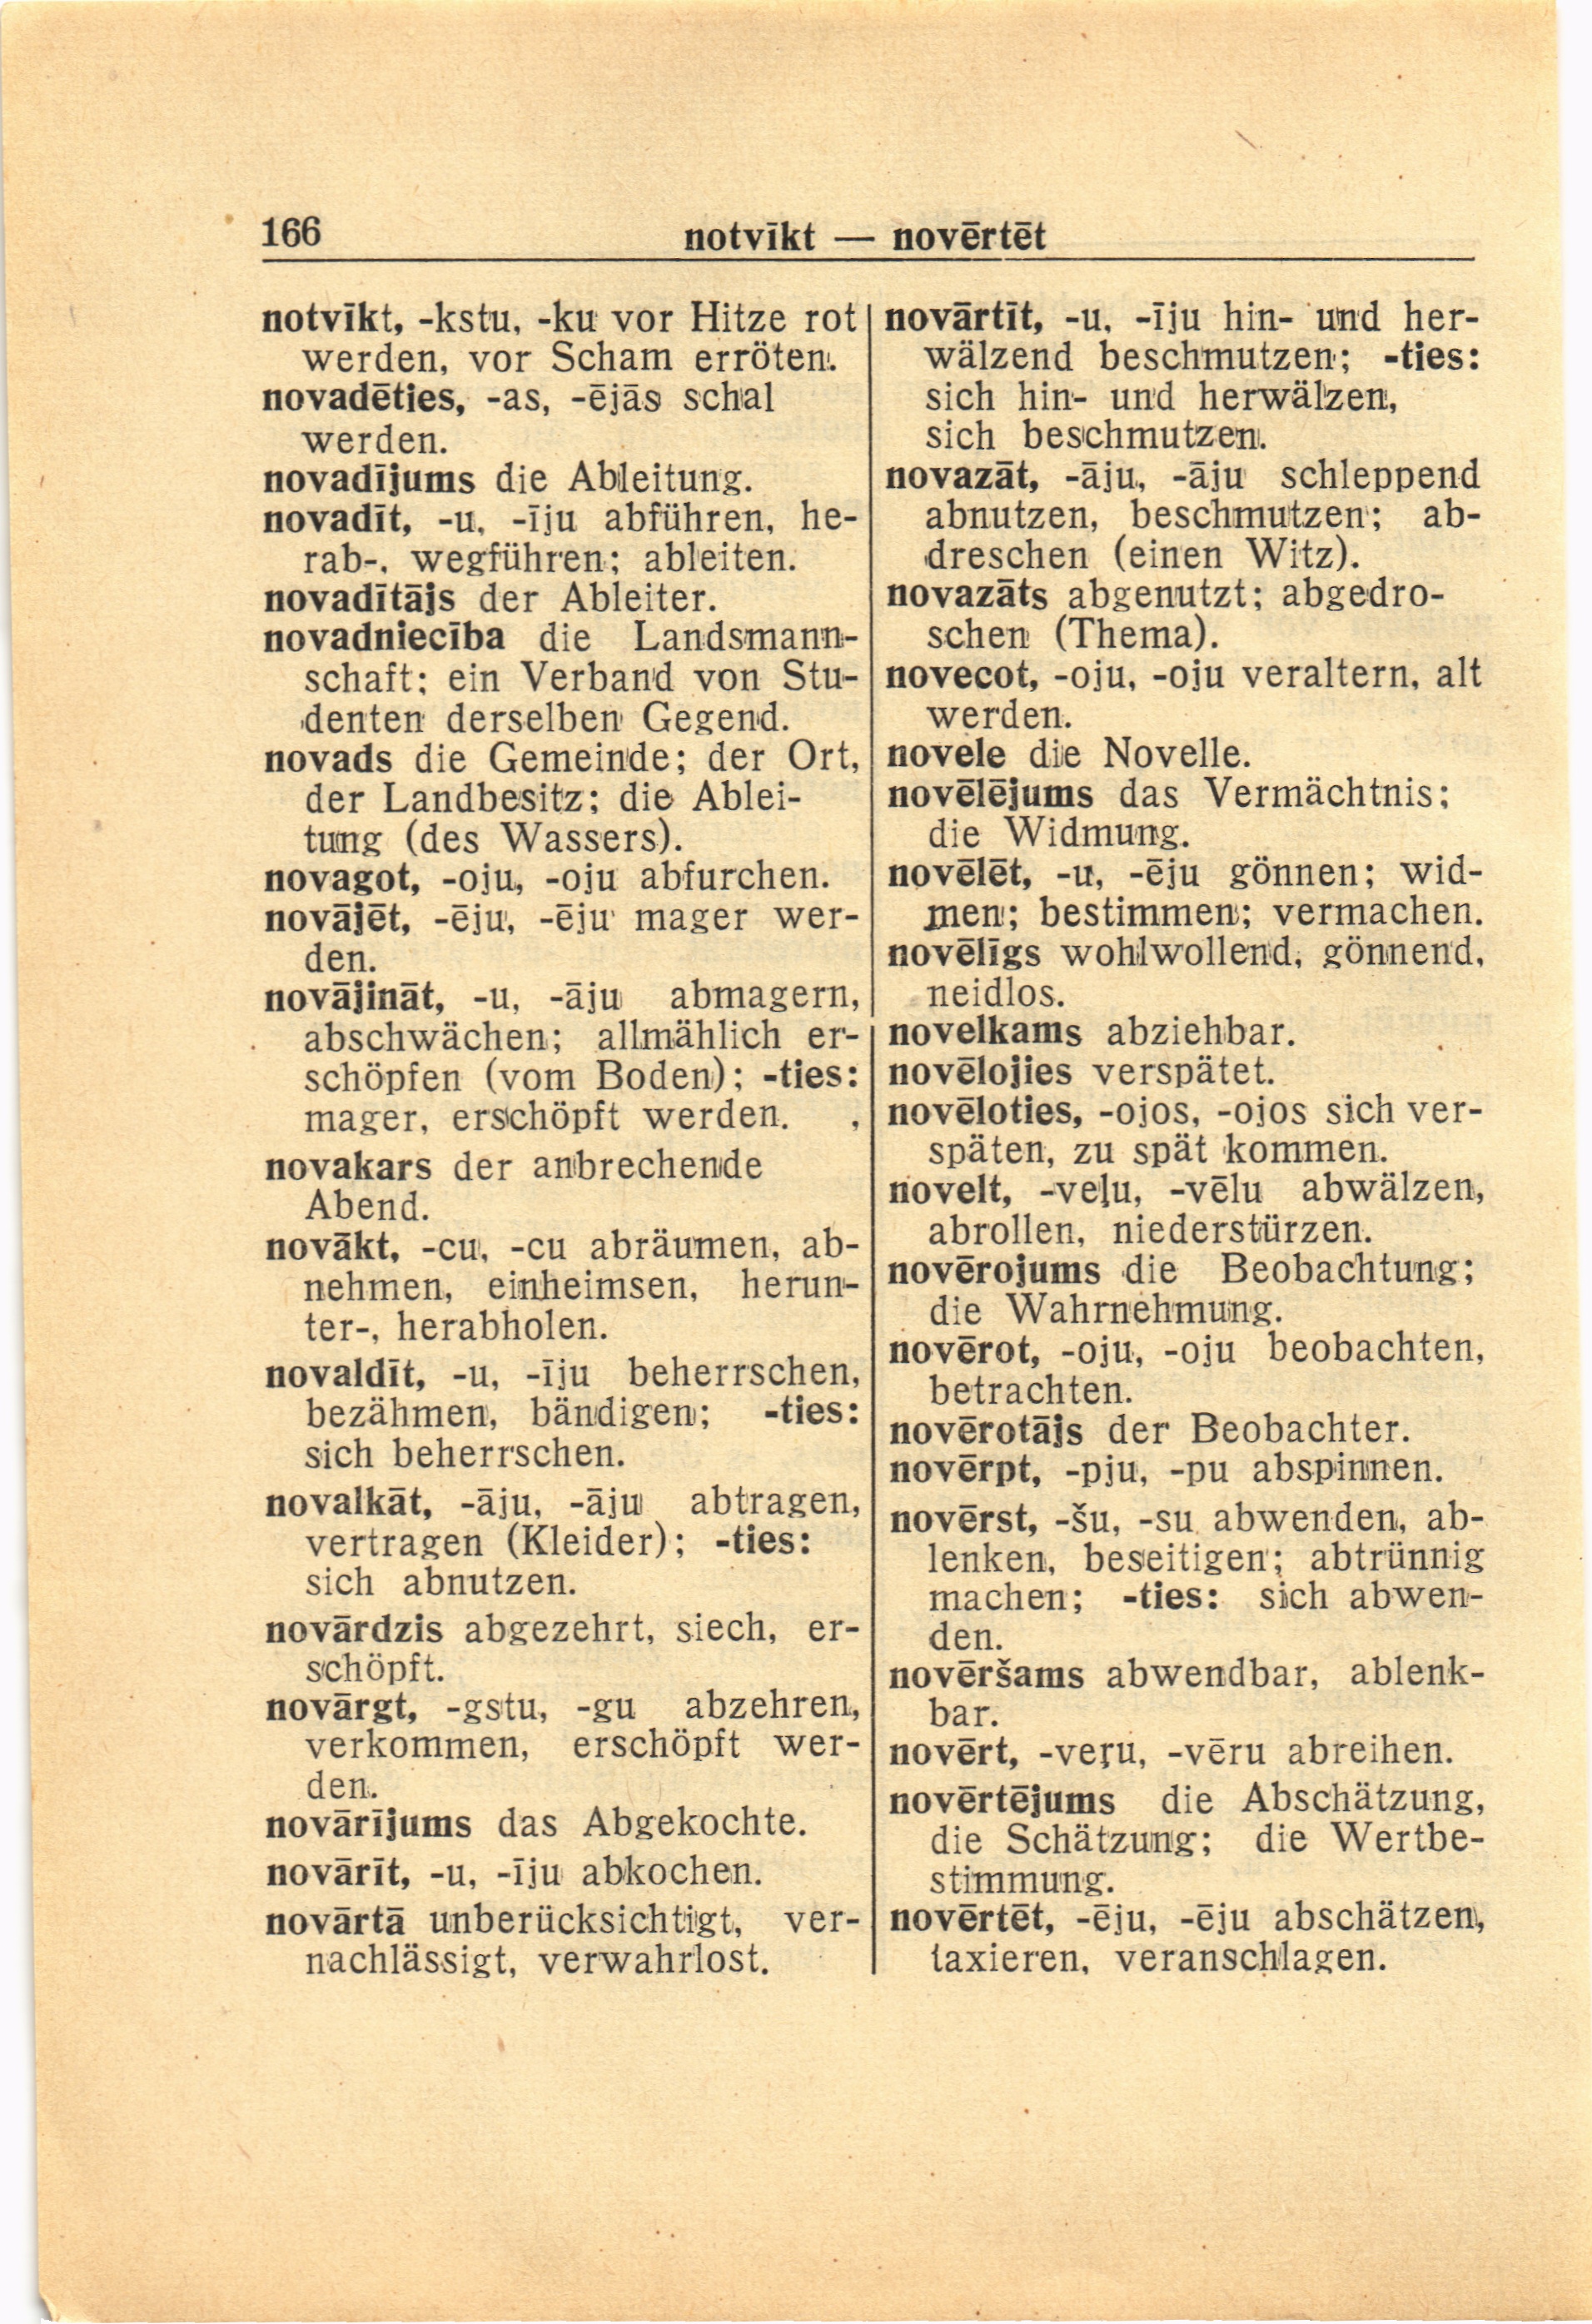 166
notvīkt — novērtēt
notvīkt, -kstu, -ku vor Hitze rot
werden, vor Scham erröten.
novadēties, -as, -ējās schal
werden.
novadījums die Ableitung.
novadīt, -u, -īju abführen, he-
rab-, wegführen; ableiten.
novadītājs der Ableiter.
novadniecība die Landsmann-
schaft; ein Verband von Stu-
denten derselben Gegend.
novads die Gemeinde; der Ort,
der Landbesitz; die Ablei-
tung (des Wassers).
novagot, -oju, -oju abfurchen.
novājēt, -ēju, -ēju mager wer-
den.
novājināt, -u, -āju abmagern,
abschwächen; allmählich er-
schöpfen (vom Boden); -ties:
mager, erschöpft werden.
novakars der anbrechende
Abend.
novākt, -cu, -cu abräumen, ab-
nehmen, einheimsen, herun-
ter-, herabholen.
novaldīt, -u, -īju beherrschen,
bezähmen, bändigen; -ties:
sich beherrschen.
novalkāt, -āju, -āju abtragen,
vertragen (Kleider); -ties:
sich abnutzen.
novārdzis abgezehrt, siech, er-
schöpft.
novārgt, -gstu, -gu abzehren,
verkommen, erschöpft wer-
den.
novārījums das Abgekochte.
novārīt, -u, -īju abkochen.
novārtā unberücksichtigt, ver-
nachlässigt, verwahrlost.
novārtīt, -u, -īju hin- und her-
wälzend beschmutzen; -ties:
sich hin- und herwälzen,
sich beschmutzen.
novazāt, -āju, -āju schleppend
abnutzen, beschmutzen; ab-
dreschen (einen Witz).
novazāts abgenutzt; abgedro-
schen (Thema).
novecot, -oju, -oju veraltern, alt
werden.
novele die Novelle.
novēlējums das Vermächtnis;
die Widmung.
novēlēt, -u, -ēju gönnen; wid-
men; bestimmen; vermachen.
novēlīgs wohlwollend, gönnend,
neidlos.
novelkams abziehbar.
novēlojies verspätet.
novēloties, -ojos, -ojos sich ver-
späten, zu spät kommen.
novelt, -veļu, -vēlu abwälzen,
abrollen, niederstürzen.
novērojums die Beobachtung;
die Wahrnehmung.
novērot, -oju, -oju beobachten,
betrachten.
novērotājs der Beobachter.
novērpt, -pju, -pu abspinnen.
novērst, -šu, -su abwenden, ab-
lenken, beseitigen; abtrünnig
machen; -ties: sich abwen-
den.
novēršams abwendbar, ablenk-
bar.
novērt, -veŗu, -vēru abreihen.
novērtējums die Abschätzung,
die Schätzung; die Wertbe-
stimmung.
novērtēt, -ēju, -ēju abschätzen,
taxieren, veranschlagen.